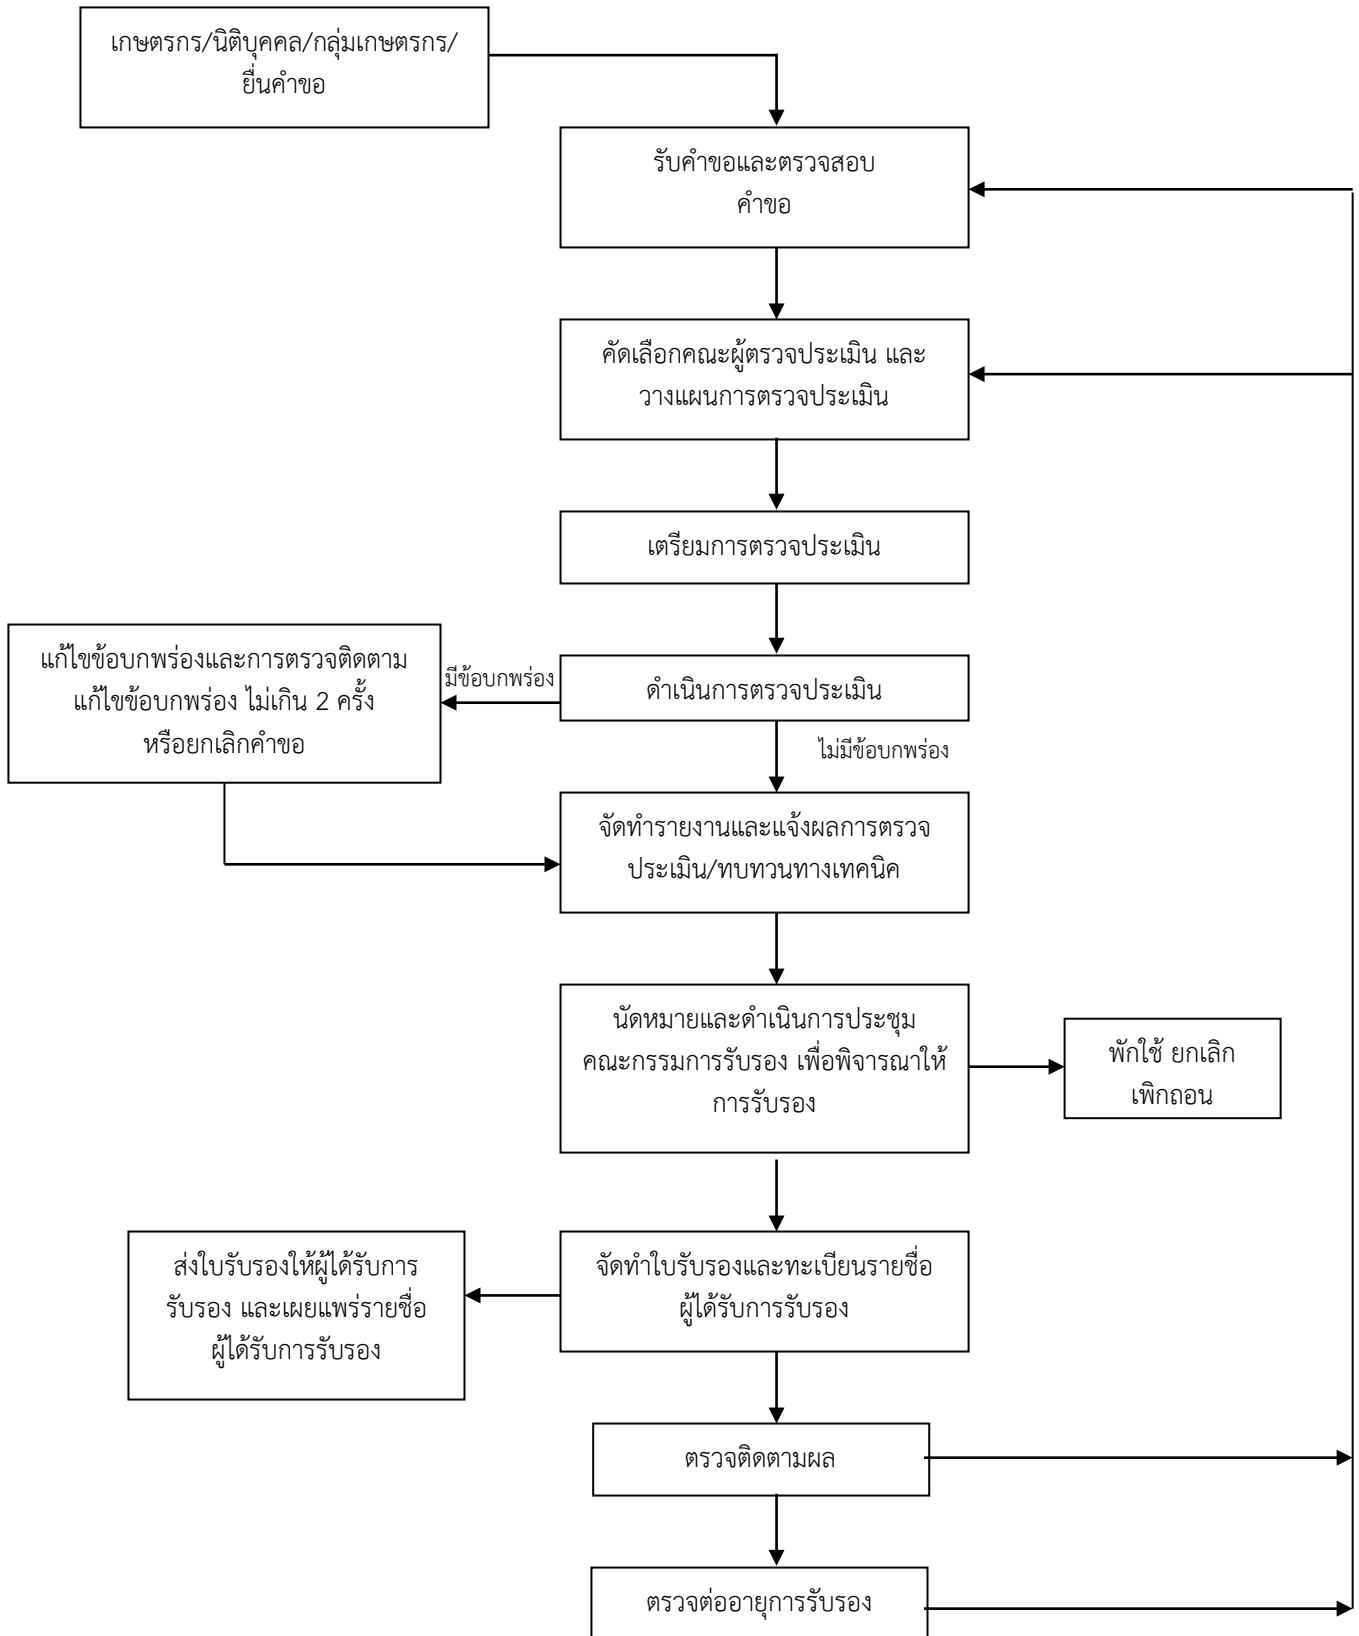 เกษตรกร/นิติบุคคล/กลุ่มเกษตรกร/
ยื่นคำขอ
รับคำขอและตรวจสอบ
คำขอ
คัดเลือกคณะผู้ตรวจประเมิน และ
วางแผนการตรวจประเมิน
เตรียมการตรวจประเมิน
แก้ไขข้อบกพร่องและการตรวจติดตาม
แก้ไขข้อบกพร่อง ไม่เกิน 2 ครั้ง
หรือยกเลิกคำขอ
มีข้อบกพร่อง
ดำเนินการตรวจประเมิน
ไม่มีข้อบกพร่อง
จัดทำรายงานและแจ้งผลการตรวจ
ประเมิน/ทบทวนทางเทคนิค
นัดหมายและดำเนินการประชุม
คณะกรรมการรับรอง เพื่อพิจารณาให้
การรับรอง
พักใช้ ยกเลิก
เพิกถอน
ส่งใบรับรองให้ผู้ได้รับการ
รับรอง และเผยแพร่รายชื่อ
ผู้ได้รับการรับรอง
จัดทำใบรับรองและทะเบียนรายชื่อ
ผู้ได้รับการรับรอง
ตรวจติดตามผล
ตรวจต่ออายุการรับรอง